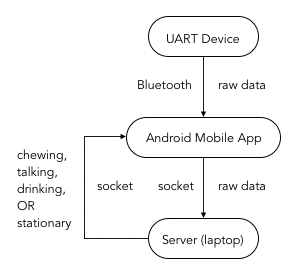 UART Device
Bluetooth raw data
Android Mobile App
chewing,
talking,
drinking,
OR
stationary
socket socket raw data
Server (laptop)